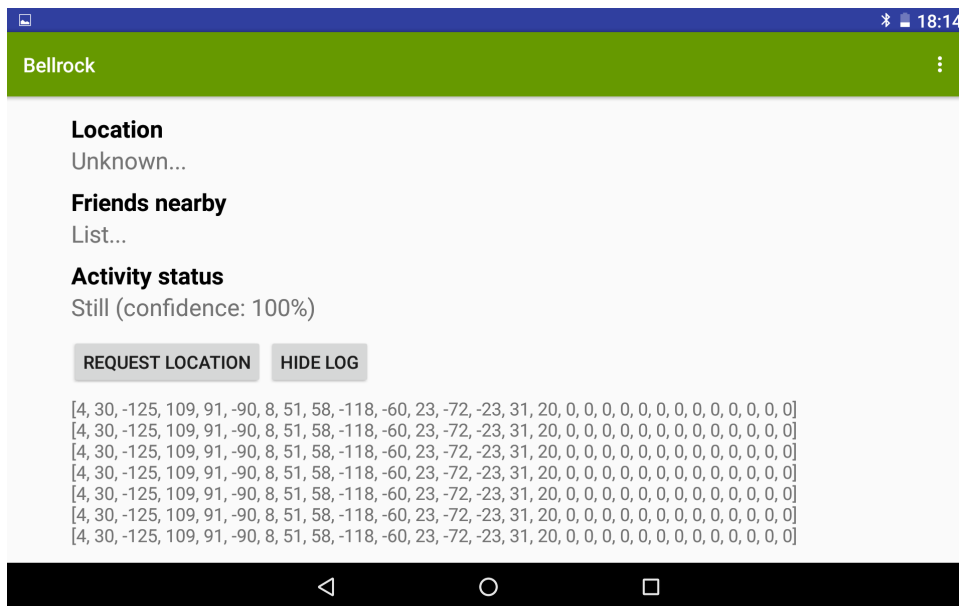 18:14
Bellrock
Location
Unknown...
Friends nearby
List...
Activity status
Still (confidence: 100%)
REQUEST LOCATION HIDE LOG
[4, 30, -125, 109, 91, -90, 8, 51, 58, -118, -60, 23, -72, -23, 31, 20, 0, 0, 0, 0, 0, 0, 0, 0, 0, 0, 0, 0, 0]
[4, 30, -125, 109, 91, -90, 8, 51, 58, -118, -60, 23, -72, -23, 31, 20, 0, 0, 0, 0, 0, 0, 0, 0, 0, 0, 0, 0, 0]
[4, 30, -125, 109, 91, -90, 8, 51, 58, -118, -60, 23, -72, -23, 31, 20, 0, 0, 0, 0, 0, 0, 0, 0, 0, 0, 0, 0, 0]
[4, 30, -125, 109, 91, -90, 8, 51, 58, -118, -60, 23, -72, -23, 31, 20, 0, 0, 0, 0, 0, 0, 0, 0, 0, 0, 0, 0, 0]
[4, 30, -125, 109, 91, -90, 8, 51, 58, -118, -60, 23, -72, -23, 31, 20, 0, 0, 0, 0, 0, 0, 0, 0, 0, 0, 0, 0, 0]
[4, 30, -125, 109, 91, -90, 8, 51, 58, -118, -60, 23, -72, -23, 31, 20, 0, 0, 0, 0, 0, 0, 0, 0, 0, 0, 0, 0, 0]
[4, 30, -125, 109, 91, -90, 8, 51, 58, -118, -60, 23, -72, -23, 31, 20, 0, 0, 0, 0, 0, 0, 0, 0, 0, 0, 0, 0, 0]